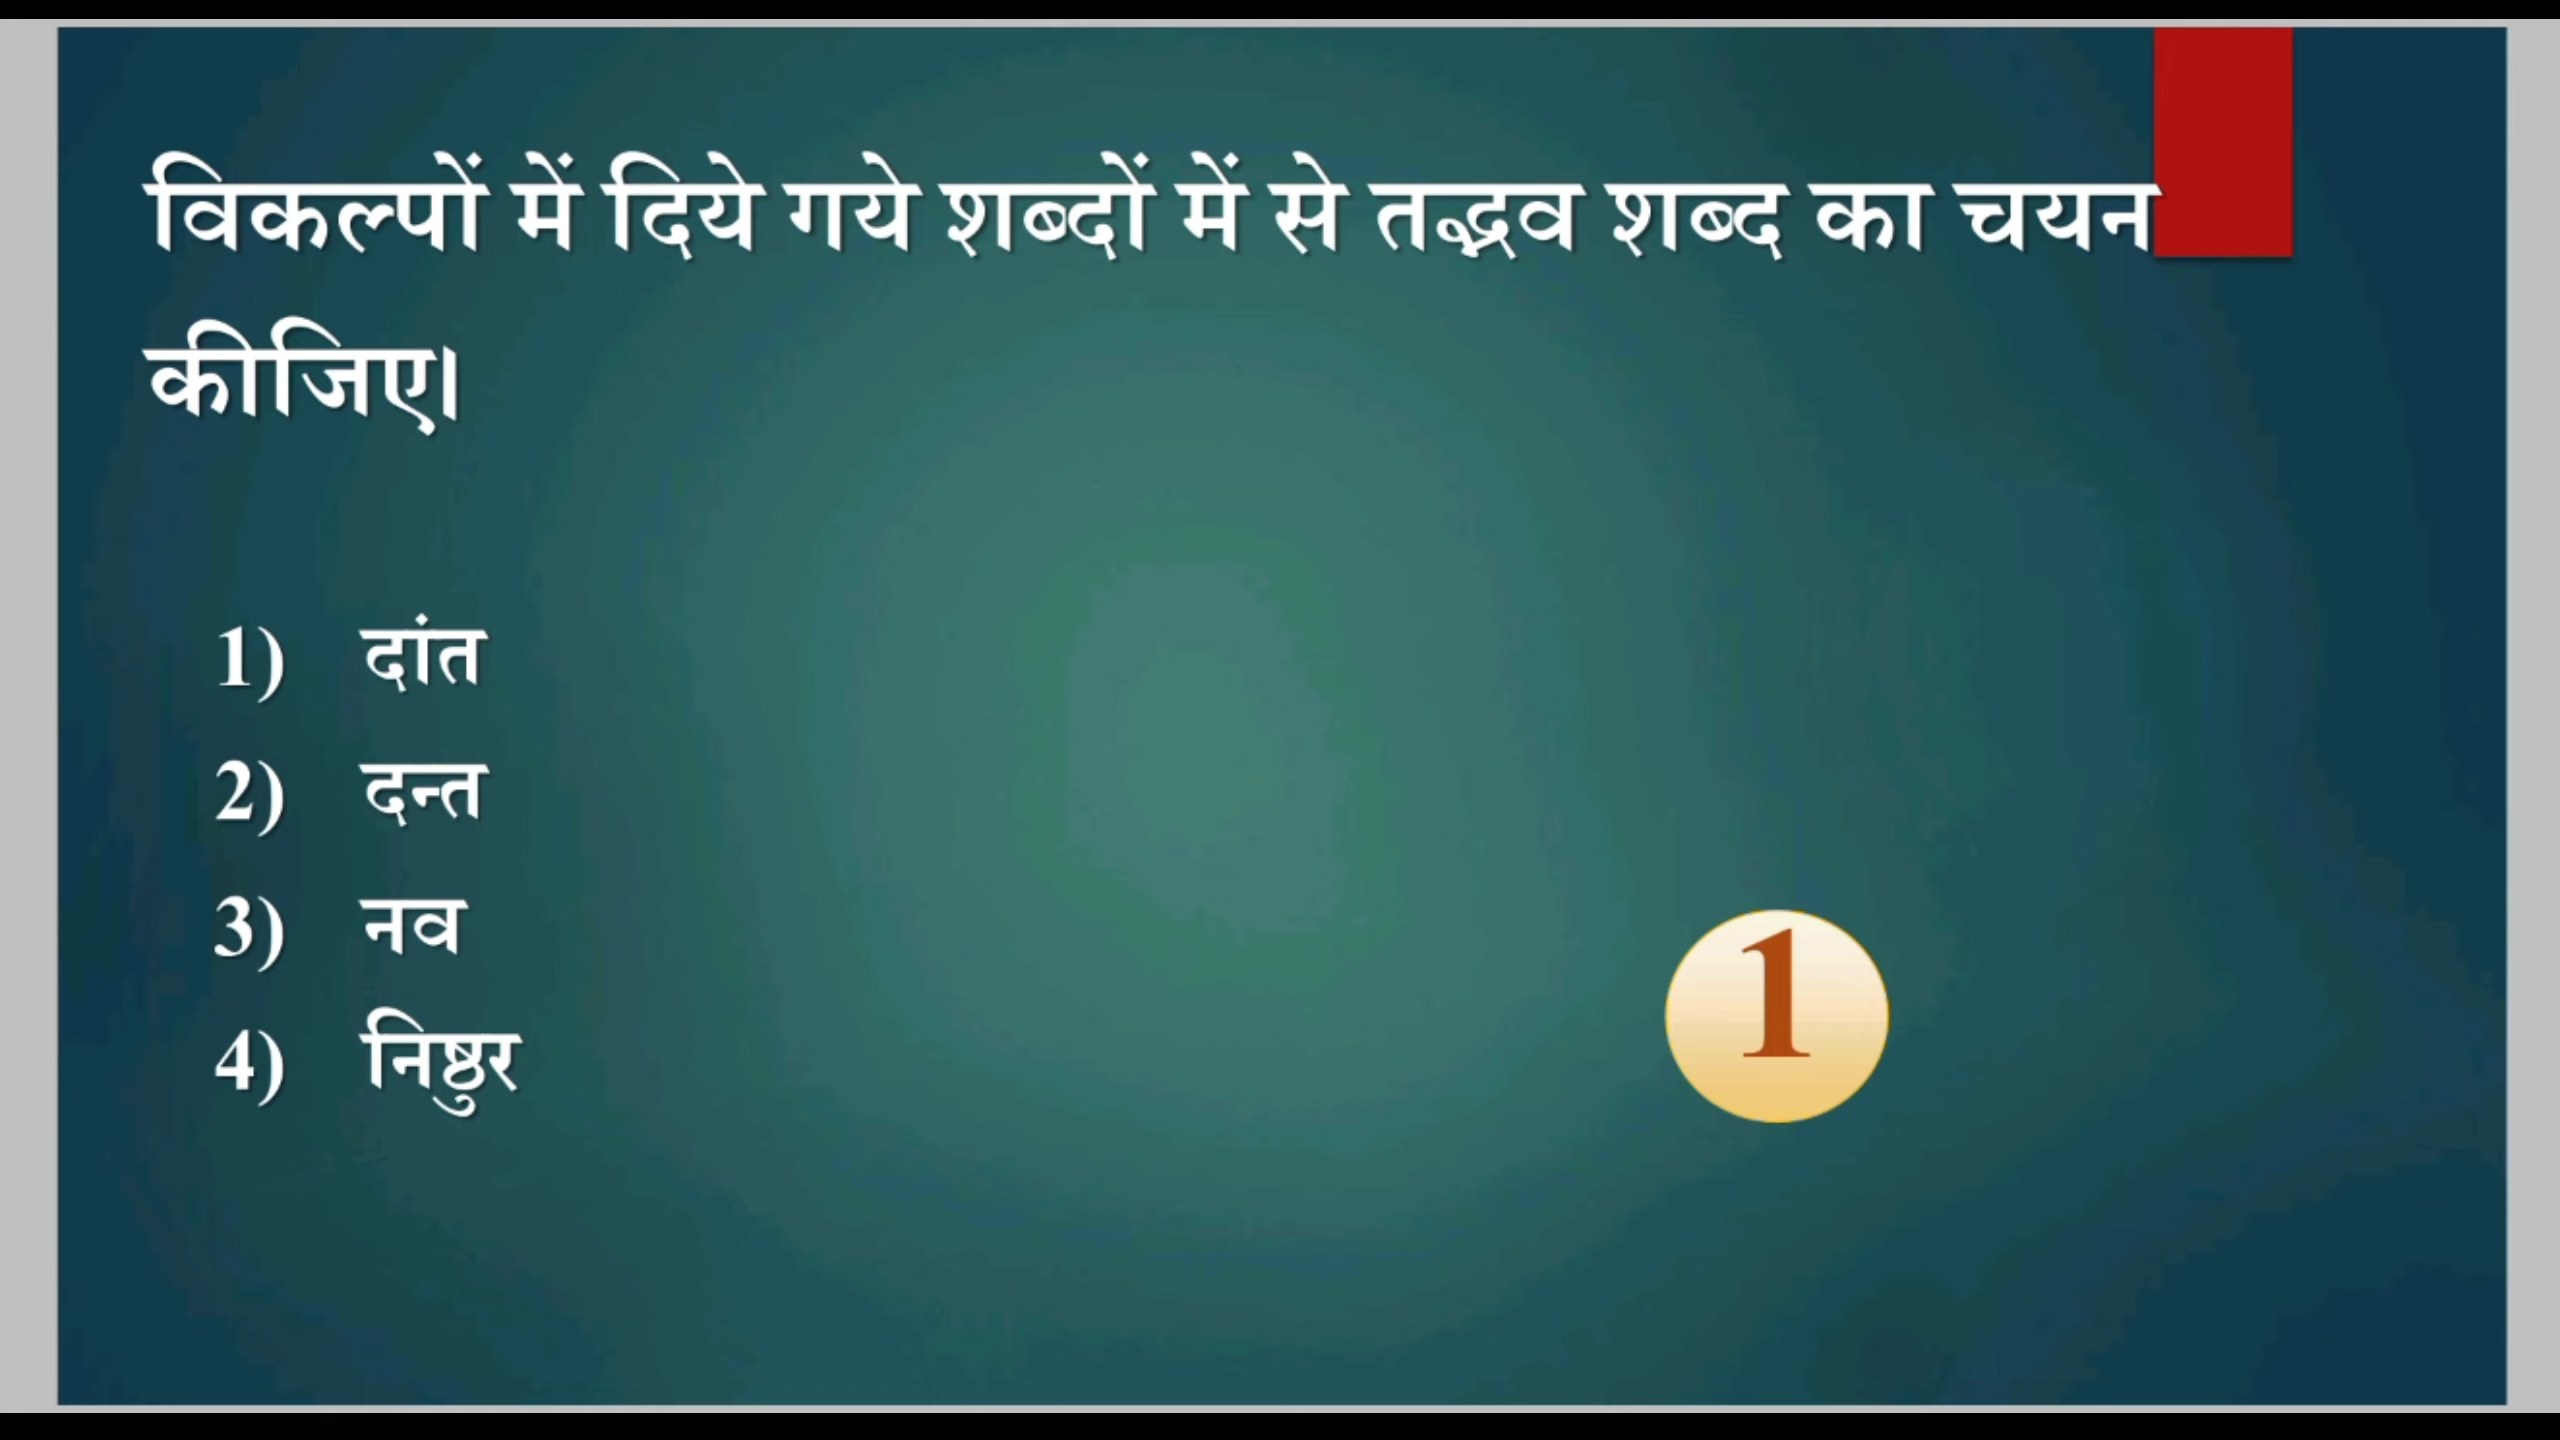 विकल्पों में दिये गये शब्दों में से तद्भव शब्द का चयन
कीजिए।
1) दांत
2) दन्त
3) नव
4) निष्ठुर
1